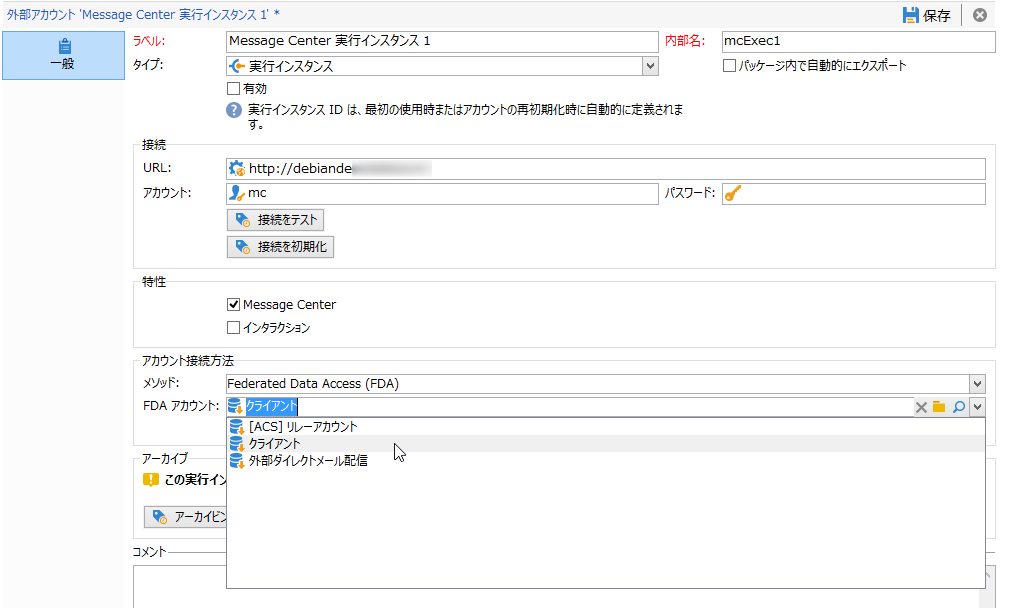 外部アカウント 'Message Center 実行インスタンス 1' *
保存
一般
ラベル: Message Center 実行インスタンス 1 内部名: mcExec1
タイプ: 実行インスタンス パッケージ内で自動的にエクスポート
有効
実行インスタンス ID は、最初の使用時またはアカウントの再初期化時に自動的に定義されま
す。
接続
URL: http://debiande
アカウント: mc パスワード:
接続をテスト
接続を初期化
特性
Message Center
インタラクション
アカウント接続方法
メソッド: Federated Data Access (FDA)
FDA アカウント: クライアント
[ACS] リレーアカウント
クライアント
外部ダイレクトメール配信
アーカイブ
この実行イン
アーカイビン
コメント